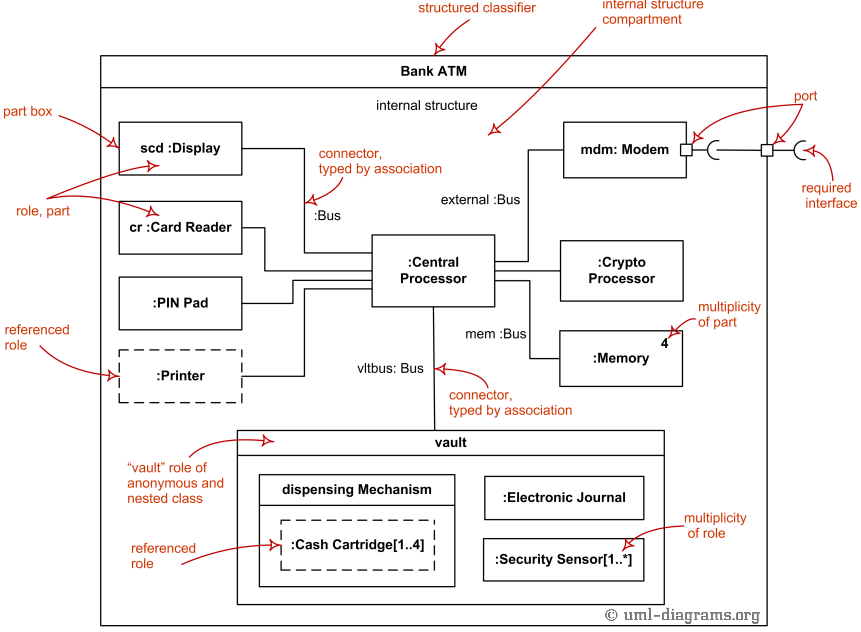 structured classifier
internal structure
compartment
Bank ATM
internal structure
part box
port
scd :Display
mdm: Modem
connector,
typed by association
role, part
external :Bus
required
interface
:Bus
cr :Card Reader
:Central
Processor
:Crypto
Processor
:PIN Pad
multiplicity
of part
referenced
role
mem :Bus
4
:Memory
:Printer
vltbus: Bus
connector,
typed by association
vault
“vault” role of
anonymous and
nested class
dispensing Mechanism
:Electronic Journal
multiplicity
of role
referenced
role
:Cash Cartridge[1..4]
:Security Sensor[1..*]
© uml-diagrams.org